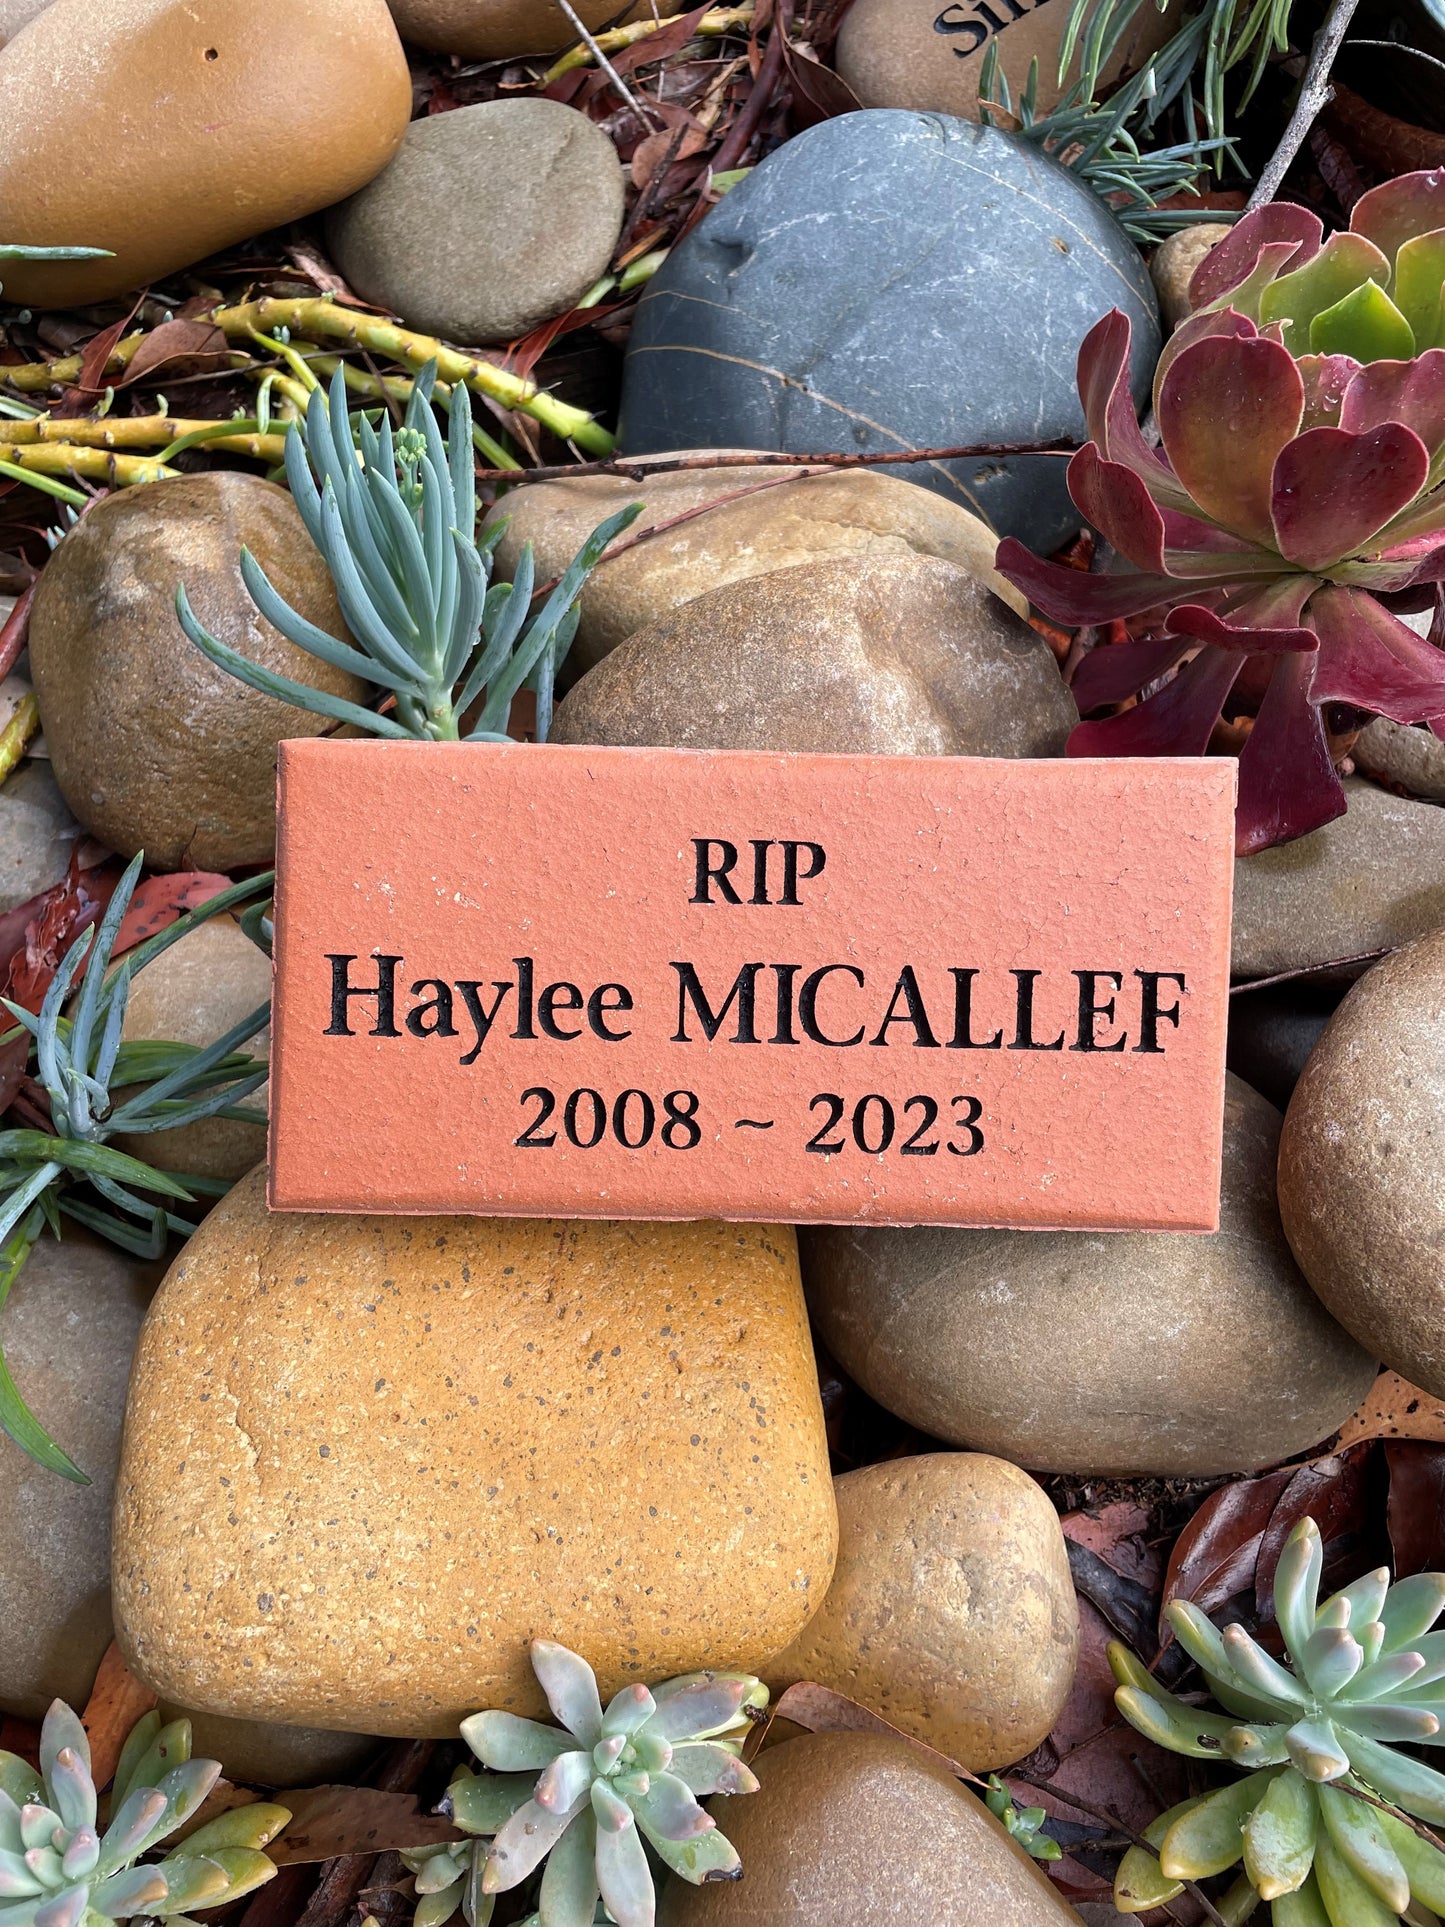 RIP
Haylee MICALLEF
2008 ~ 2023